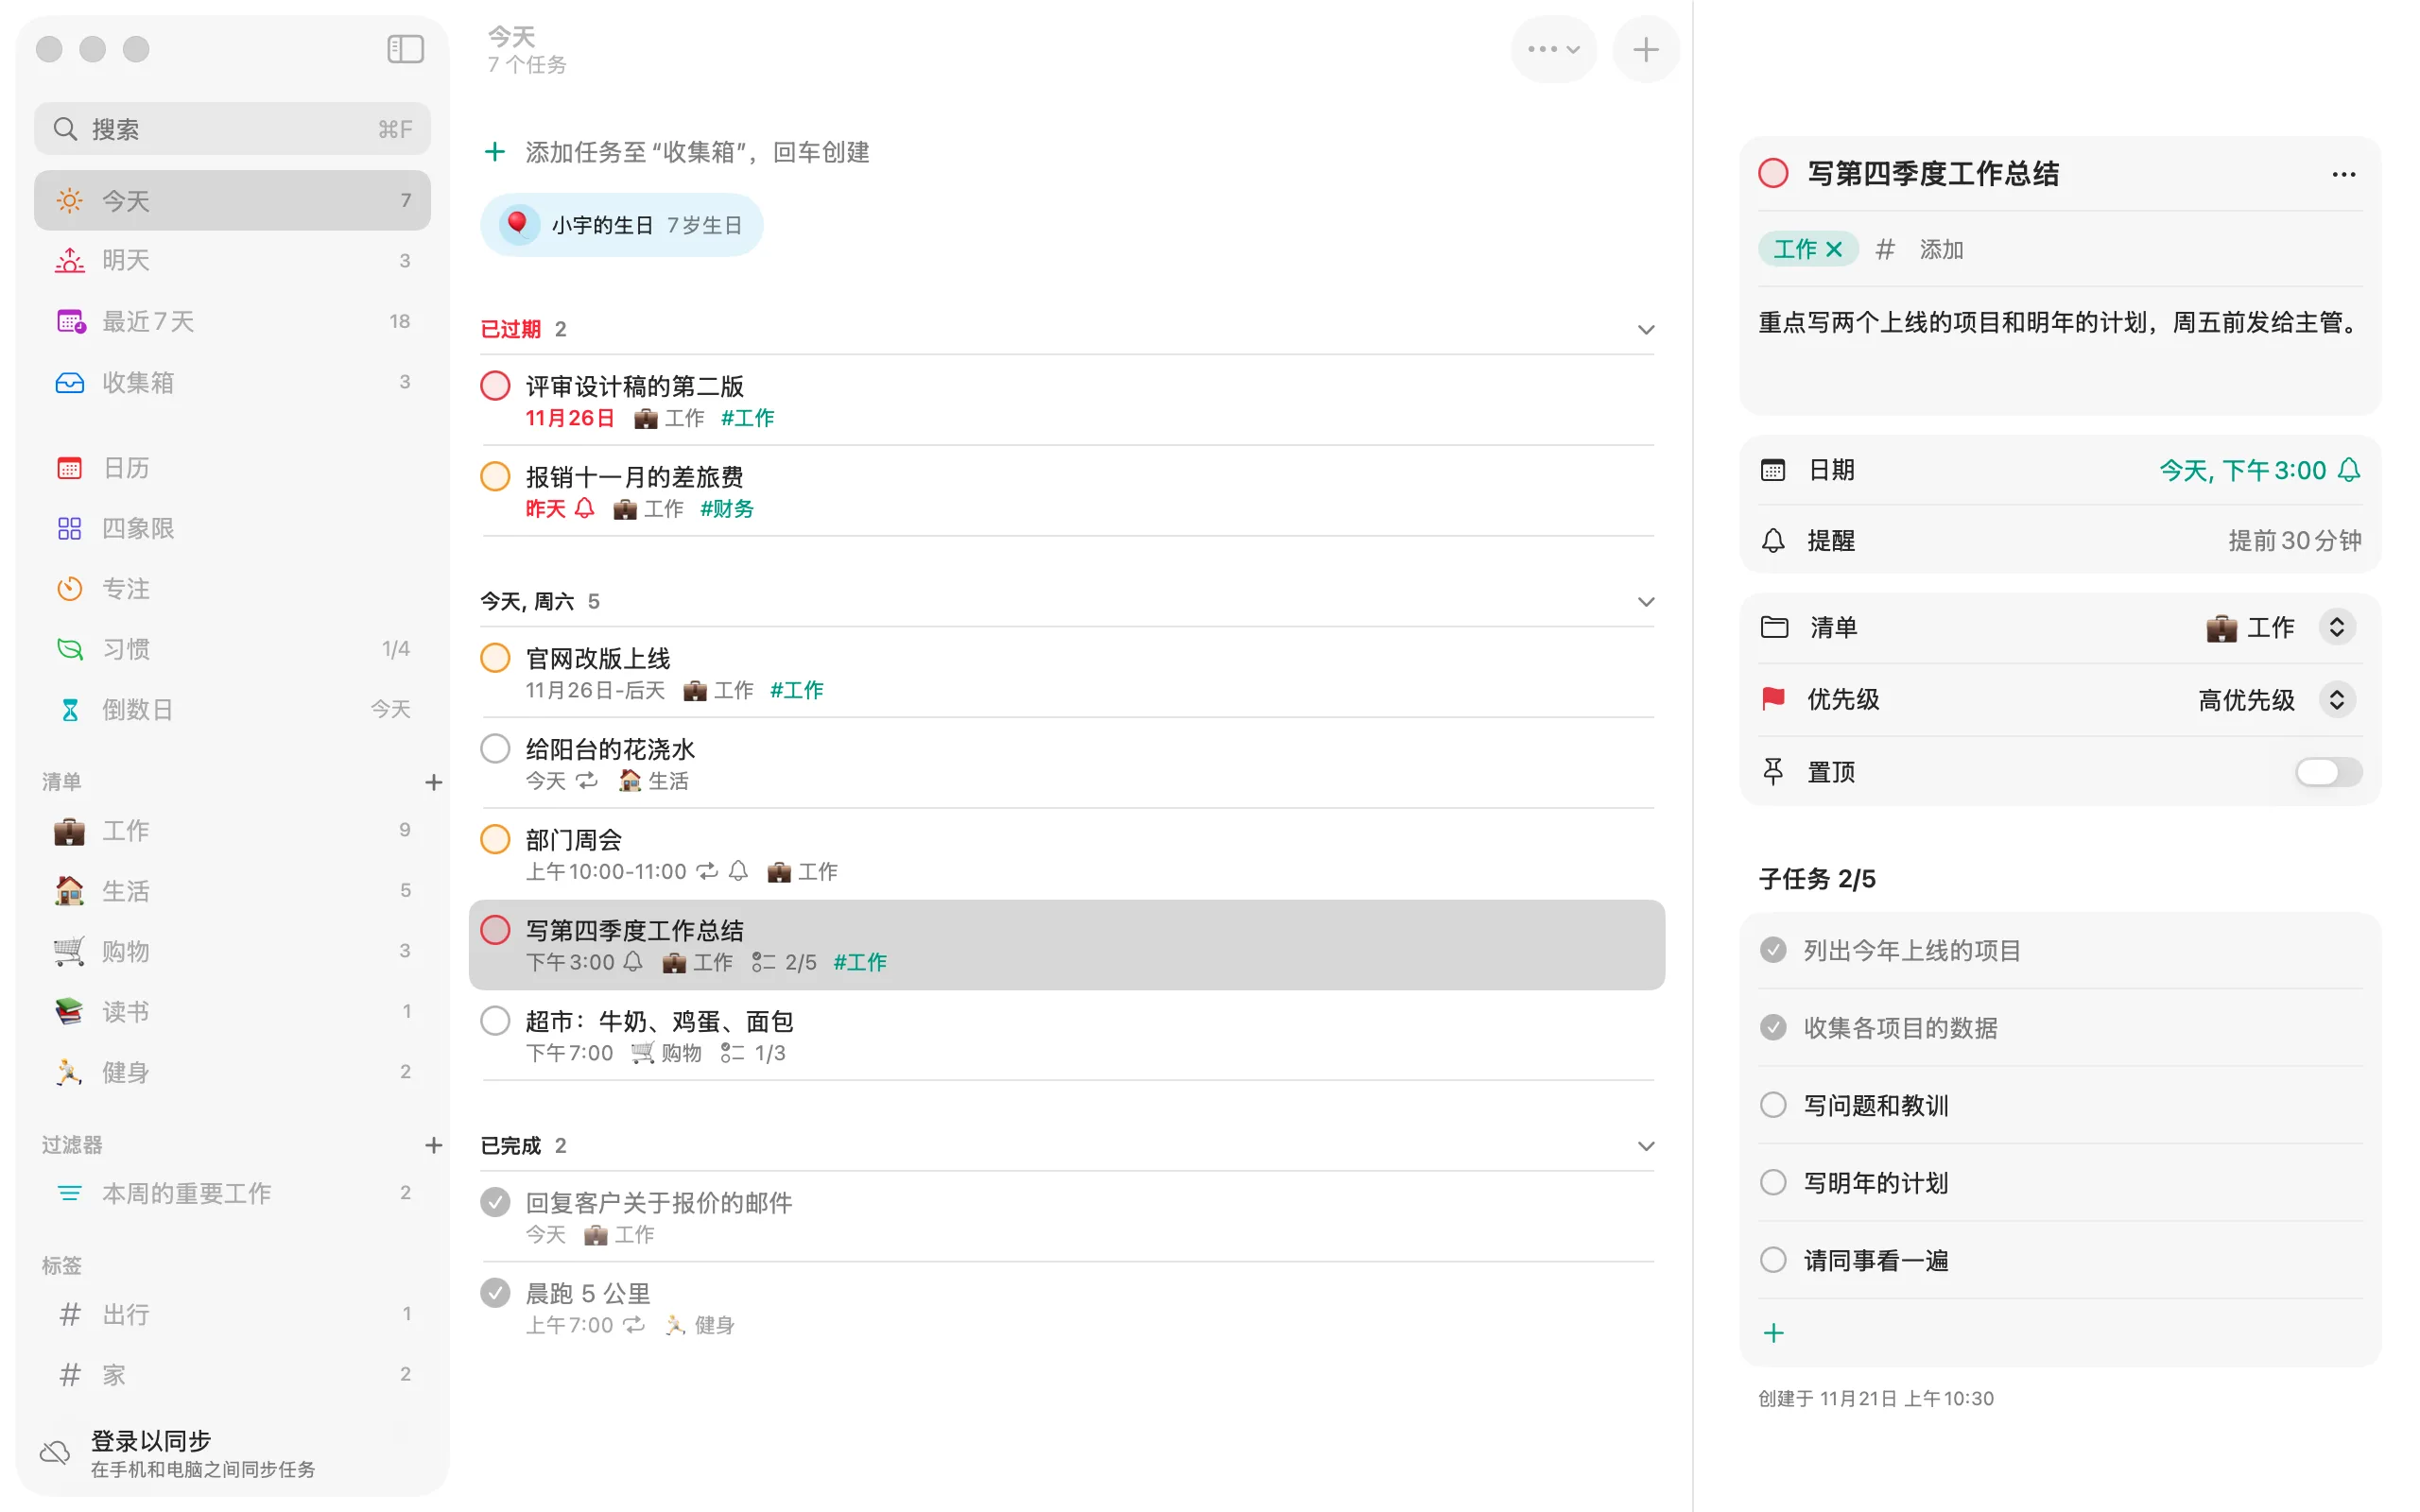 搜索 ⌘F
今天 7
明天 3
最近7天 18
收集箱 3
日历
四象限
专注
习惯 1/4
倒数日 今天
清单
工作 9
生活 5
购物 3
读书 1
健身 2
过滤器
本周的重要工作 2
标签
# 出行 1
# 家 2
登录以同步
在手机和电脑之间同步任务
今天
7 个任务
添加任务至“收集箱”，回车创建
小宇的生日 7岁生日
已过期 2
评审设计稿的第二版
11月26日 工作 #工作
报销十一月的差旅费
昨天 工作 #财务
今天, 周六 5
官网改版上线
11月26日-后天 工作 #工作
给阳台的花浇水
今天 生活
部门周会
上午10:00-11:00 工作
写第四季度工作总结
下午3:00 工作 2/5 #工作
超市：牛奶、鸡蛋、面包
下午7:00 购物 1/3
已完成 2
回复客户关于报价的邮件
今天 工作
晨跑 5 公里
上午7:00 健身
写第四季度工作总结
工作 # 添加
重点写两个上线的项目和明年的计划，周五前发给主管。
日期 今天, 下午3:00
提醒 提前30分钟
清单 工作
优先级 高优先级
置顶
子任务 2/5
列出今年上线的项目
收集各项目的数据
写问题和教训
写明年的计划
请同事看一遍
创建于 11月21日 上午10:30